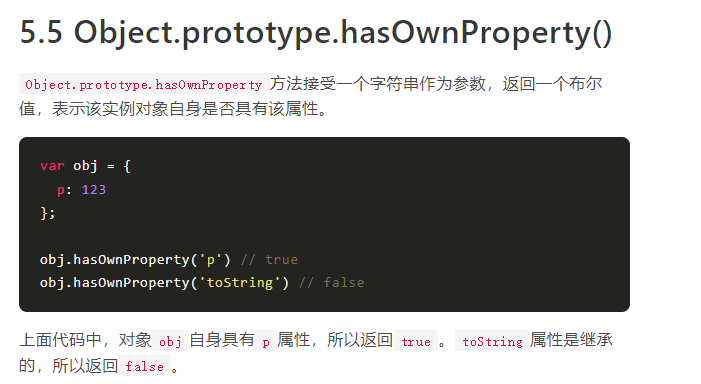 5.5 Object.prototype.hasOwnProperty()
Object.prototype.hasOwnProperty 方法接受一个字符串作为参数，返回一个布尔
值，表示该实例对象自身是否具有该属性。
var obj = {
  p: 123
};
obj.hasOwnProperty('p') // true
obj.hasOwnProperty('toString') // false
上面代码中，对象 obj 自身具有 p 属性，所以返回 true 。 toString 属性是继承
的，所以返回 false 。